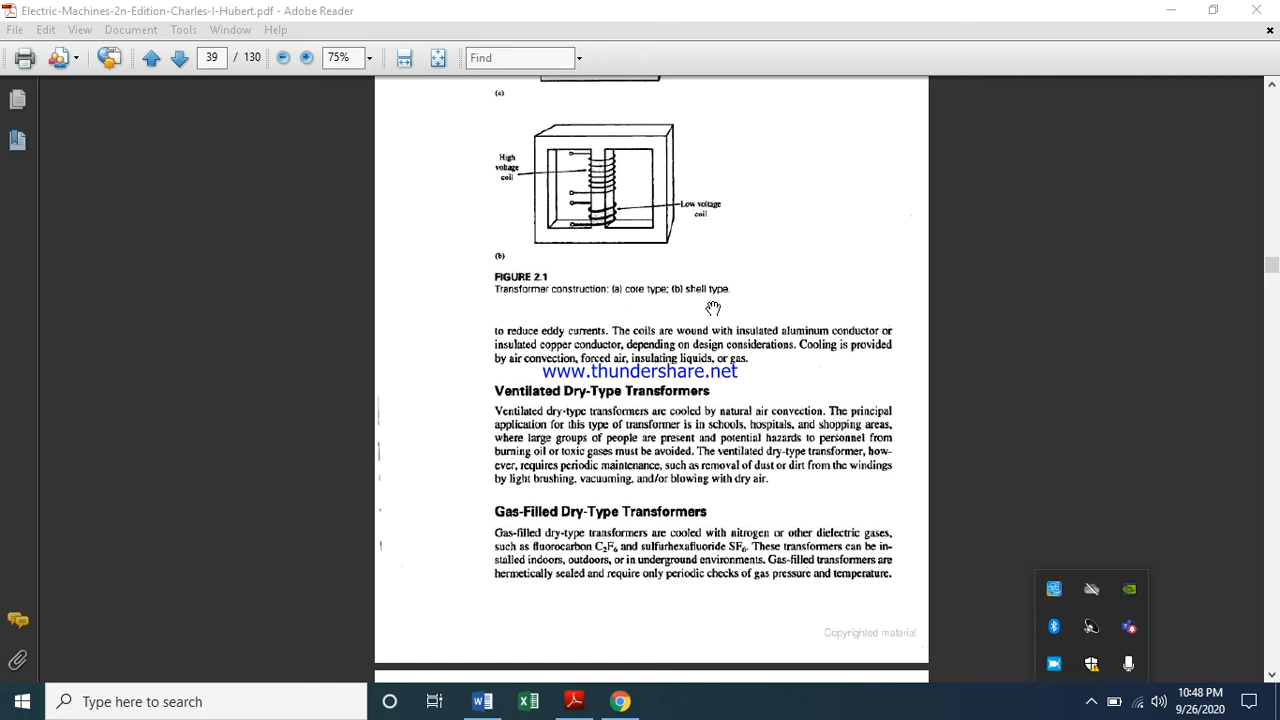 Electric-Machines-2n-Edition-Charles-I-Hubert.pdf - Adobe Reader
File Edit View Document Tools Window Help
39 / 130 75% Find
(a)
High
voltage
coil
Low voltage
coil
(b)
FIGURE 2.1
Transformer construction: (a) core type; (b) shell type.
to reduce eddy currents. The coils are wound with insulated aluminum conductor or
insulated copper conductor, depending on design considerations. Cooling is provided
by air convection, forced air, insulating liquids, or gas.
www.thundershare.net
Ventilated Dry-Type Transformers
Ventilated dry-type transformers are cooled by natural air convection. The principal
application for this type of transformer is in schools, hospitals, and shopping areas,
where large groups of people are present and potential hazards to personnel from
burning oil or toxic gases must be avoided. The ventilated dry-type transformer, how-
ever, requires periodic maintenance, such as removal of dust or dirt from the windings
by light brushing, vacuuming, and/or blowing with dry air.
Gas-Filled Dry-Type Transformers
Gas-filled dry-type transformers are cooled with nitrogen or other dielectric gases,
such as fluorocarbon C₂F₆ and sulfurhexafluoride SF₆. These transformers can be in-
stalled indoors, outdoors, or in underground environments. Gas-filled transformers are
hermetically sealed and require only periodic checks of gas pressure and temperature.
Copyrighted material
Type here to search
10:48 PM
9/26/2020